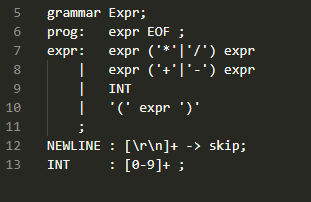 5 grammar Expr;
6 prog:   expr EOF ;
7 expr:   expr ('*'|'/') expr
8     |   expr ('+'|'-') expr
9     |   INT
10     |   '(' expr ')'
11     ;
12 NEWLINE : [\r\n]+ -> skip;
13 INT     : [0-9]+ ;